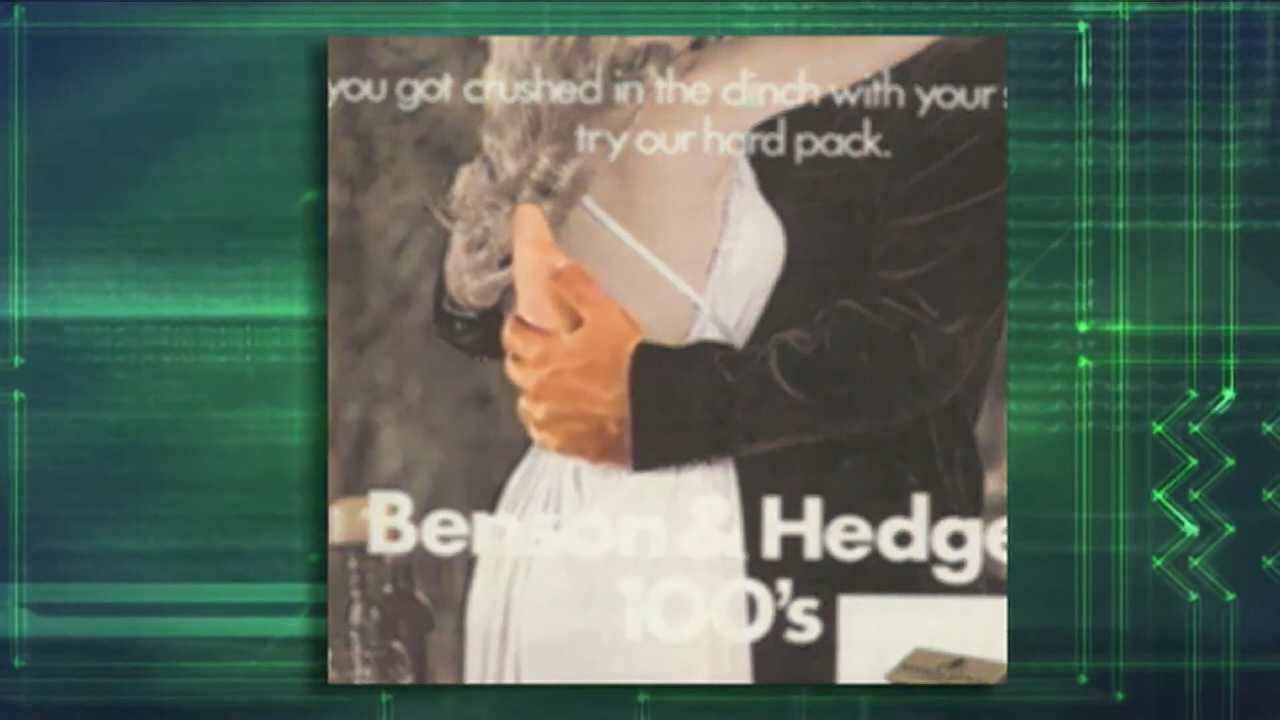 you got crushed in the clinch with your
try our hard pack.
Benson & Hedge
100's